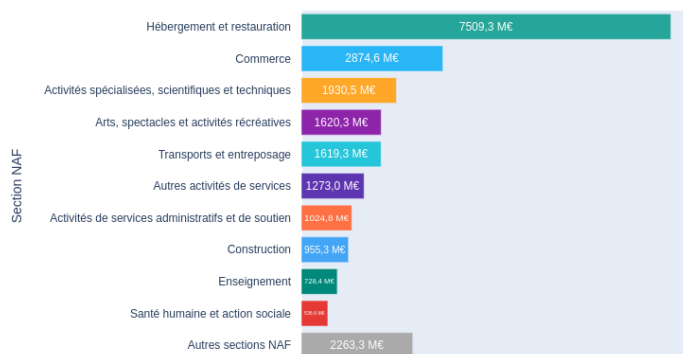 Hébergement et restauration
7509,3 M€
Commerce
2874,6 M€
Activités spécialisées, scientifiques et techniques
1930,5 M€
Arts, spectacles et activités récréatives
1620,3 M€
Transports et entreposage
1619,3 M€
Section NAF
Autres activités de services
1273,0 M€
Activités de services administratifs et de soutien
1024,8 M€
Construction
955,3 M€
Enseignement
728,4 M€
Santé humaine et action sociale
M€
Autres sections NAF
2263,3 M€